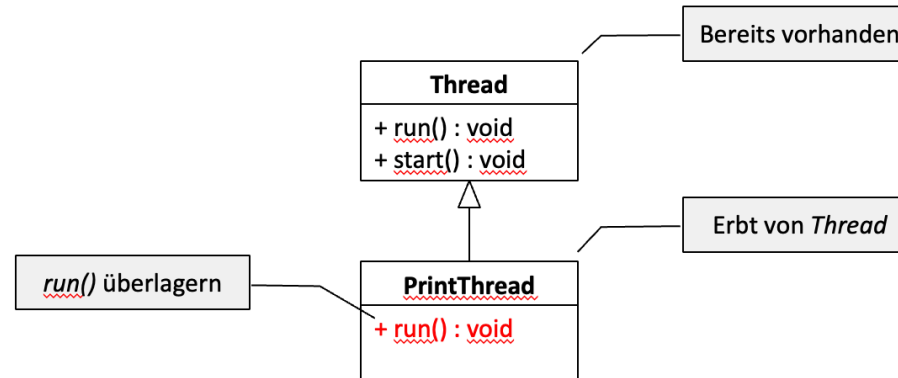 Bereits vorhanden
Thread
+ run() : void
+ start() : void
Erbt von Thread
run() überlagern
PrintThread
+ run() : void